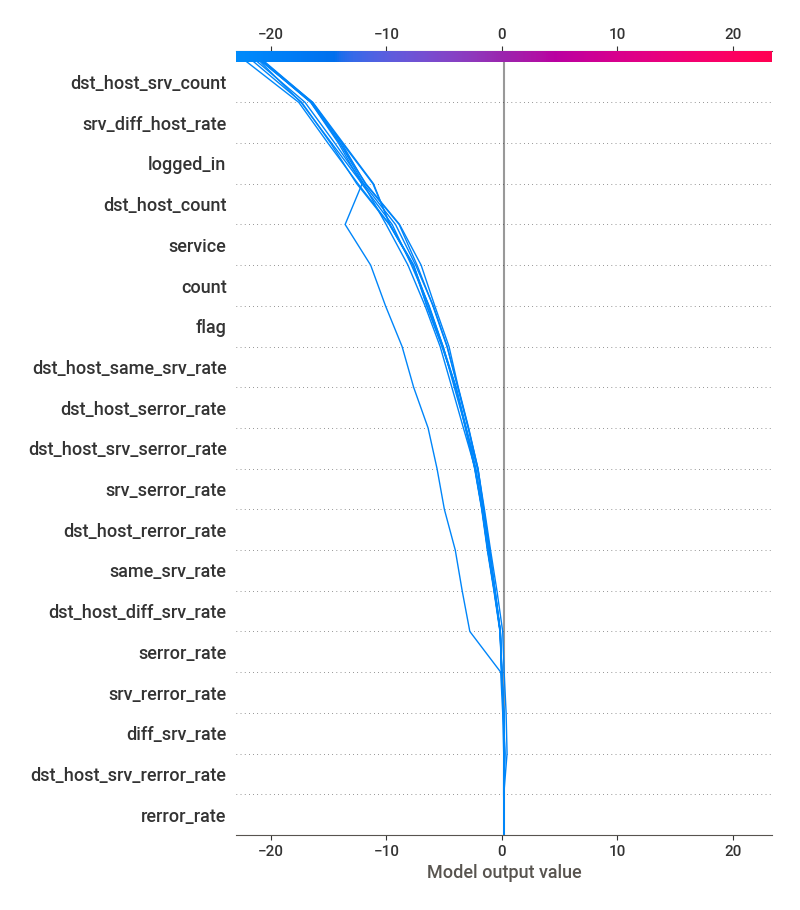 −20 −10 0 10 20
dst_host_srv_count
srv_diff_host_rate
logged_in
dst_host_count
service
count
flag
dst_host_same_srv_rate
dst_host_serror_rate
dst_host_srv_serror_rate
srv_serror_rate
dst_host_rerror_rate
same_srv_rate
dst_host_diff_srv_rate
serror_rate
srv_rerror_rate
diff_srv_rate
dst_host_srv_rerror_rate
rerror_rate
−20 −10 0 10 20
Model output value